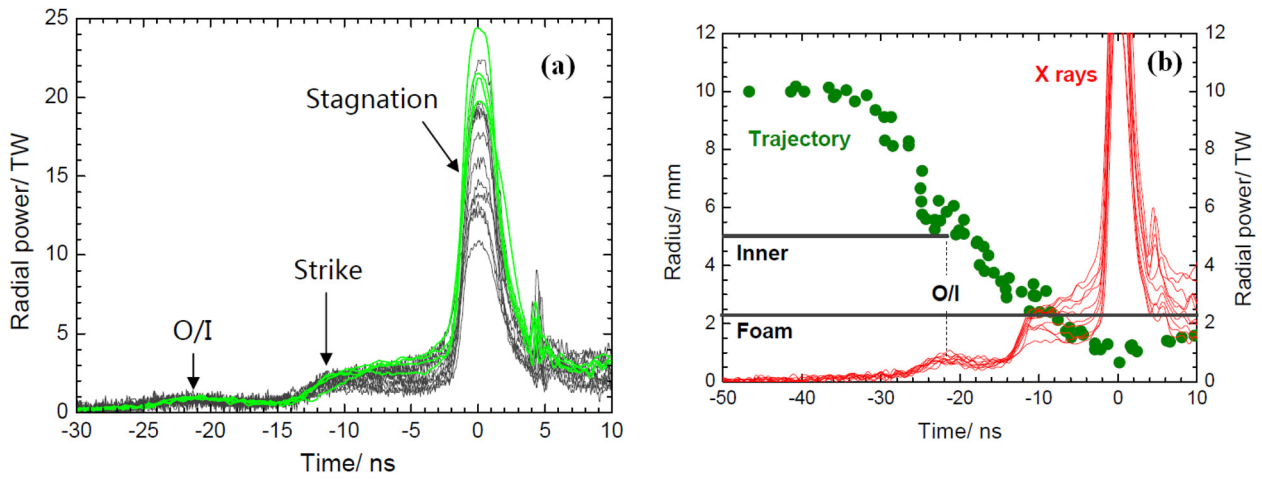 (a)
Stagnation
Strike
O/I
Radial power/ TW
25
20
15
10
5
0
-30 -25 -20 -15 -10 -5 0 5 10
Time/ ns
(b)
X rays
Trajectory
Inner
O/I
Foam
Radius/ mm
12
10
8
6
4
2
0
Radial power/ TW
12
10
8
6
4
2
0
-50 -40 -30 -20 -10 0 10
Time/ ns